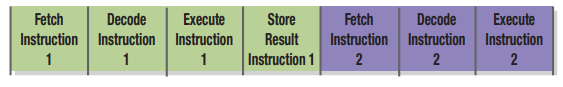 Fetch Instruction 1
Decode Instruction 1
Execute Instruction 1
Store Result Instruction 1
Fetch Instruction 2
Decode Instruction 2
Execute Instruction 2